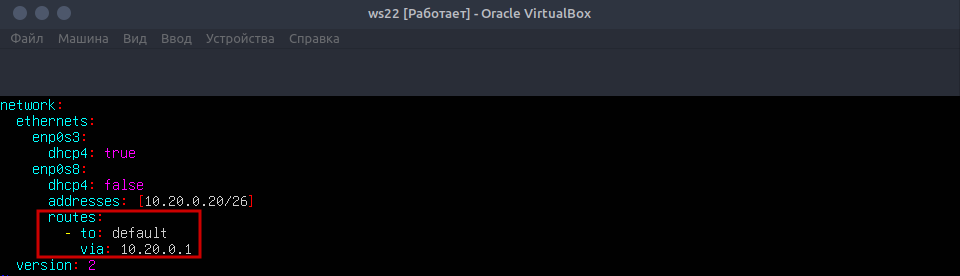 ws22 [Работает] - Oracle VirtualBox
Файл Машина Вид Ввод Устройства Справка
network:
  ethernets:
    enp0s3:
      dhcp4: true
    enp0s8:
      dhcp4: false
      addresses: [10.20.0.20/26]
      routes:
        - to: default
          via: 10.20.0.1
  version: 2